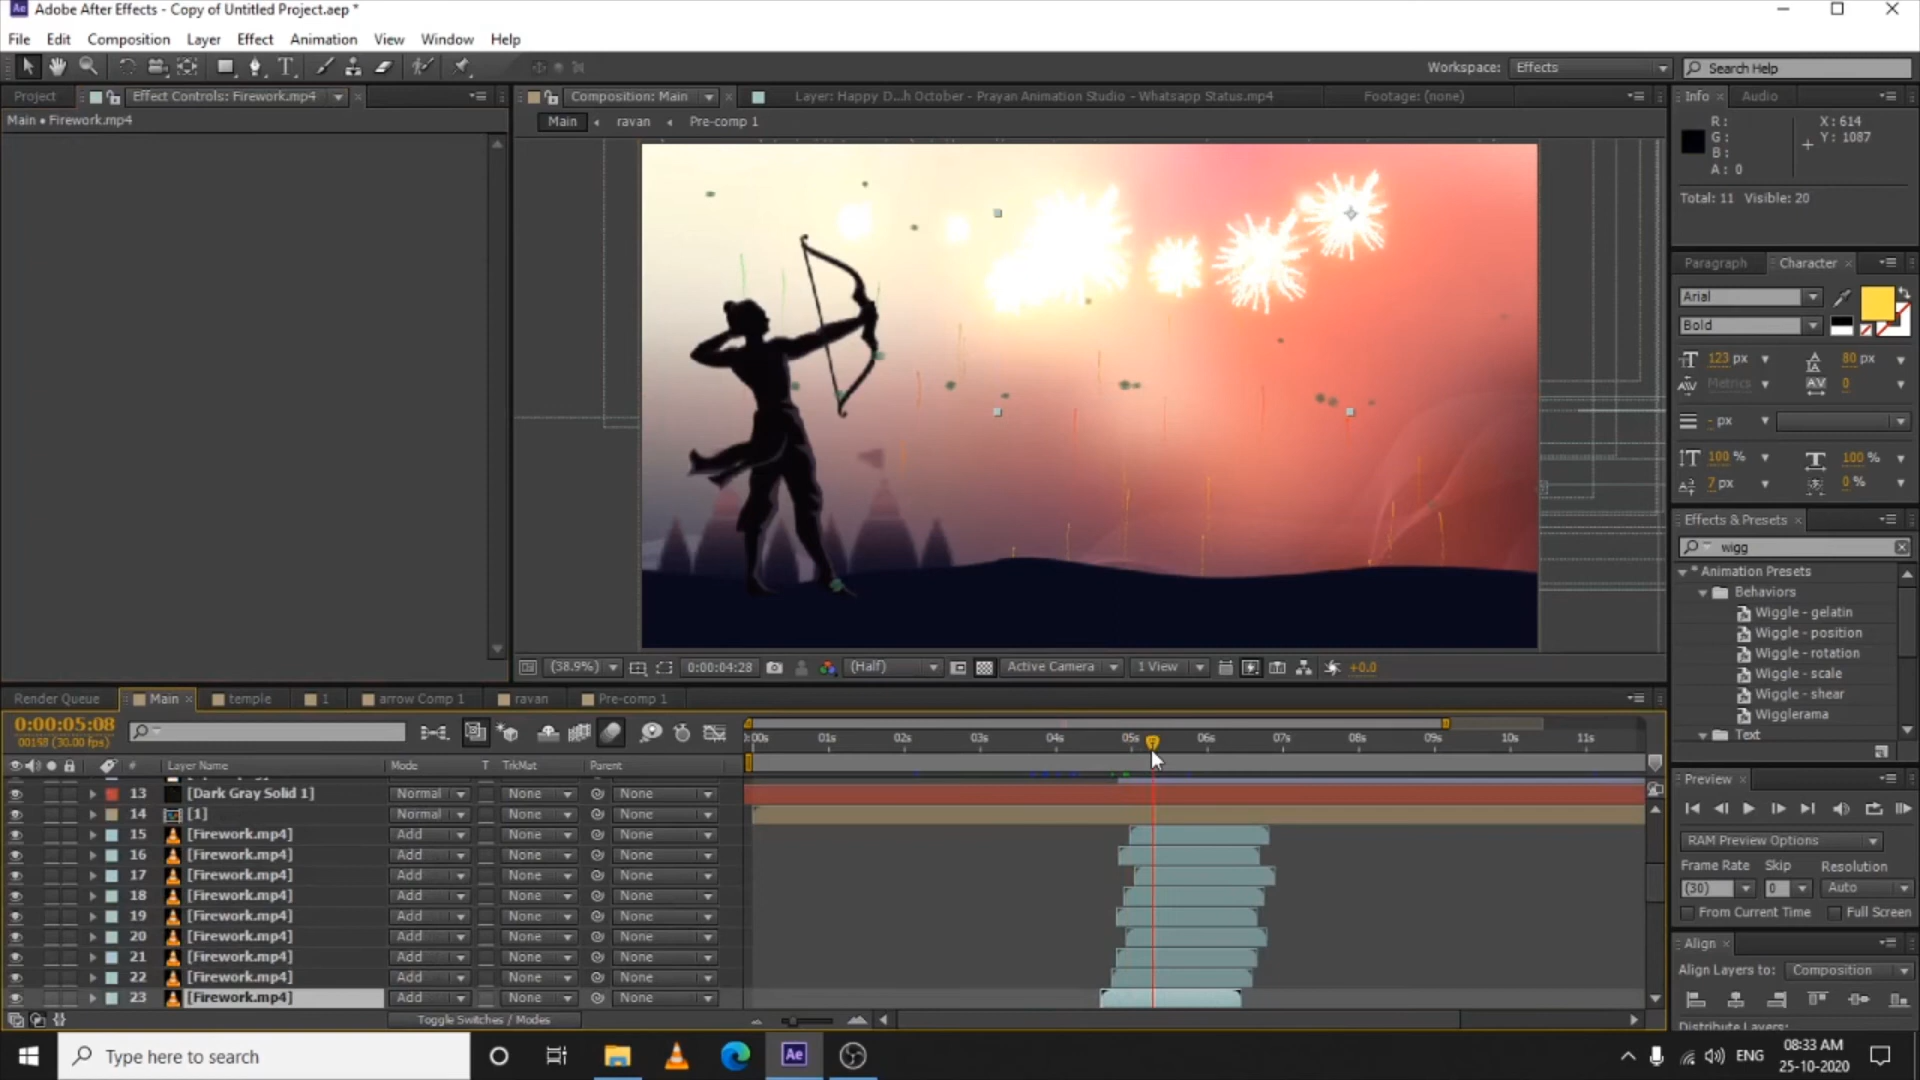 Adobe After Effects - Copy of Untitled Project.aep *
File Edit Composition Layer Effect Animation View Window Help
Workspace: Effects Search Help
Project Effect Controls: Firework.mp4
Composition: Main Layer: Happy D...h October - Prayan Animation Studio - Whatsapp Status.mp4 Footage: (none)
Info Audio
Main • Firework.mp4
Main ravan Pre-comp 1
R: G: B: A: 0
X: 614
Y: 1087
Total: 11 Visible: 20
Paragraph Character
Arial
Bold
123 px 80 px
Metrics 0
- px
100 % 100 %
7 px 0 %
Effects & Presets
wigg
* Animation Presets
Behaviors
Wiggle - gelatin
Wiggle - position
Wiggle - rotation
Wiggle - scale
Wiggle - shear
Wigglerama
Text
(38.9%) 0:00:04:28 (Half) Active Camera 1 View +0.0
Render Queue Main temple 1 arrow Comp 1 ravan Pre-comp 1
0:00:05:08
00158 (30.00 fps)
:00s 01s 02s 03s 04s 05s 06s 07s 08s 09s 10s 11s
# Layer Name Mode T TrkMat Parent
13 [Dark Gray Solid 1] Normal None
14 [1] Normal None None
15 [Firework.mp4] Add None None
16 [Firework.mp4] Add None None
17 [Firework.mp4] Add None None
18 [Firework.mp4] Add None None
19 [Firework.mp4] Add None None
20 [Firework.mp4] Add None None
21 [Firework.mp4] Add None None
22 [Firework.mp4] Add None None
23 [Firework.mp4] Add None None
Toggle Switches / Modes
Preview
RAM Preview Options
Frame Rate Skip Resolution
(30) 0 Auto
From Current Time Full Screen
Align
Align Layers to: Composition
Distribute Layers:
Type here to search
Ae
ENG
08:33 AM
25-10-2020